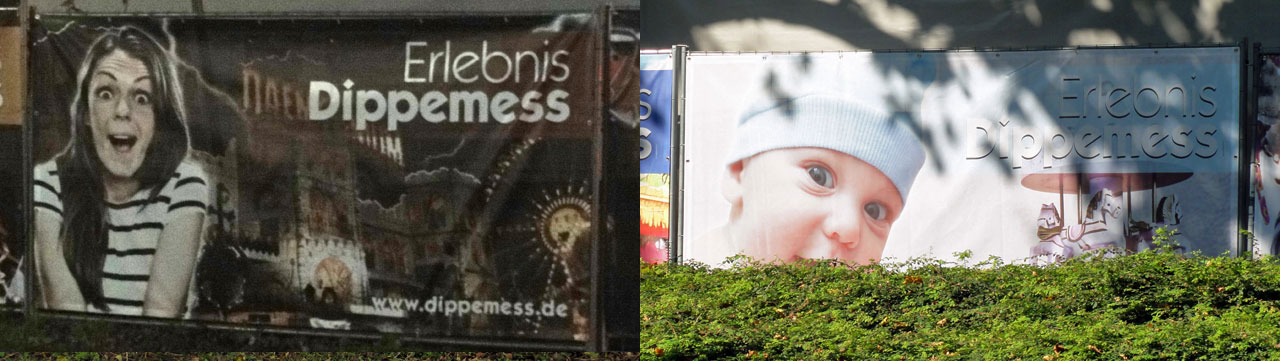 Erlebnis
Dippemess
www.dippemess.de
Erlebnis
Dippemess